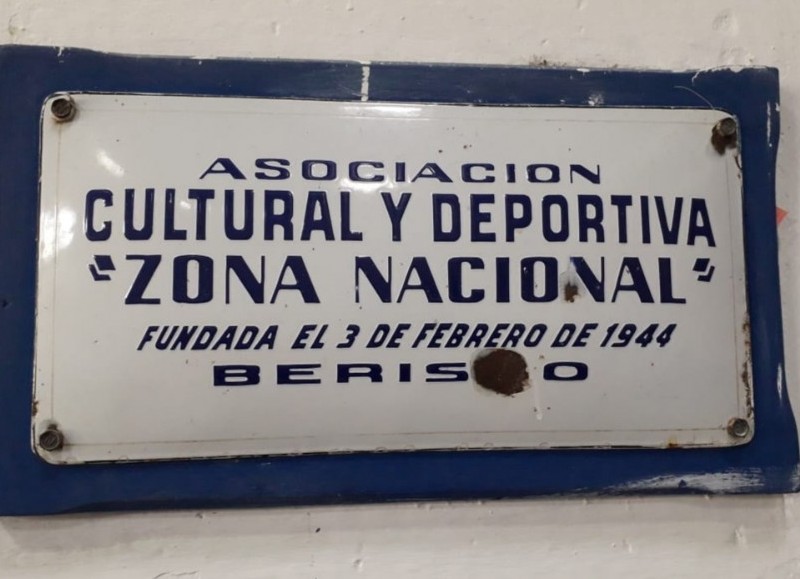 ASOCIACION
CULTURAL Y DEPORTIVA
"ZONA NACIONAL"
FUNDADA EL 3 DE FEBRERO DE 1944